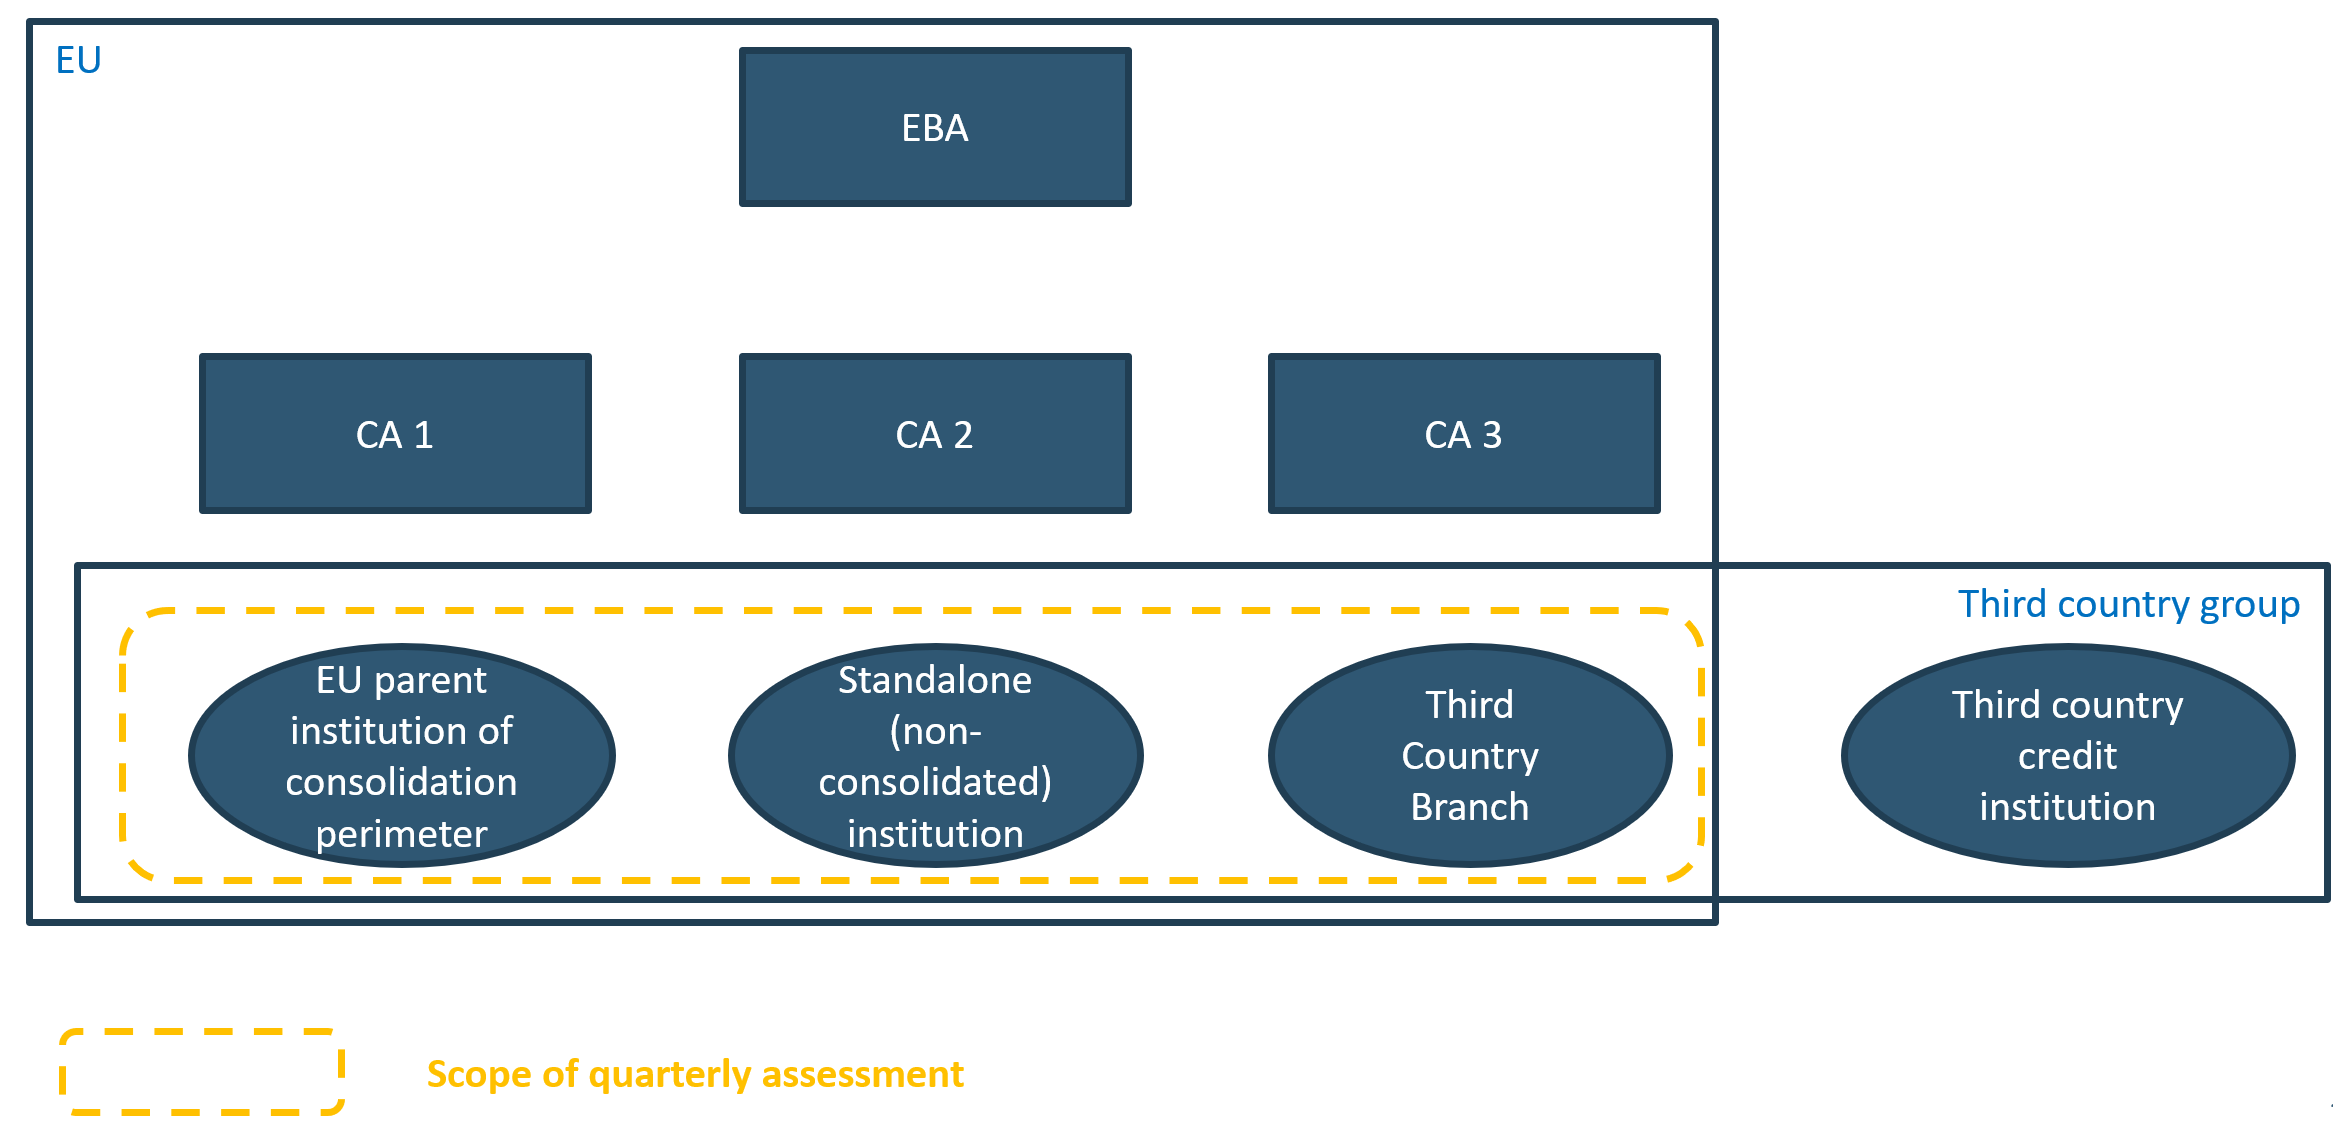 EU
EBA
CA 1
CA 2
CA 3
Third country group
EU parent
institution of
consolidation
perimeter
Standalone
(non-
consolidated)
institution
Third
Country
Branch
Third country
credit
institution
Scope of quarterly assessment